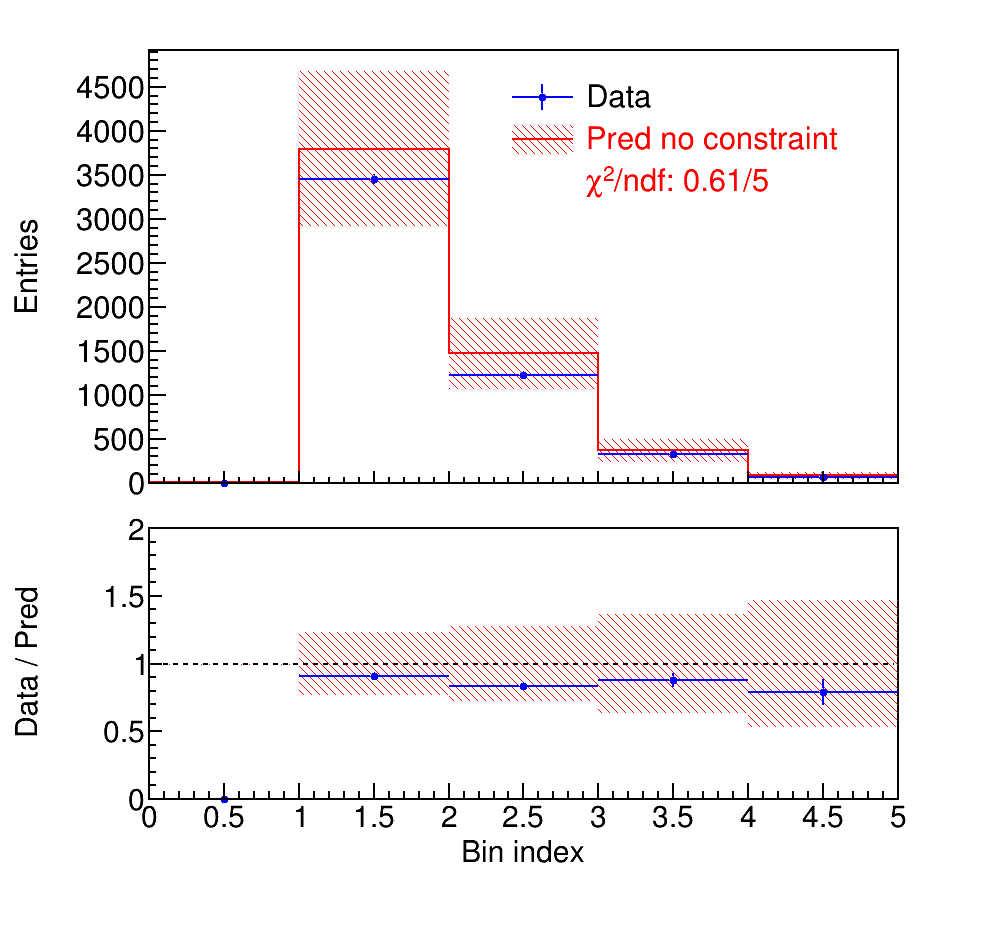 4500
4000
3500
3000
2500
2000
1500
1000
500
0
Entries
Data
Pred no constraint
χ²/ndf: 0.61/5
2
1.5
1
0.5
0
Data / Pred
0 0.5 1 1.5 2 2.5 3 3.5 4 4.5 5
Bin index